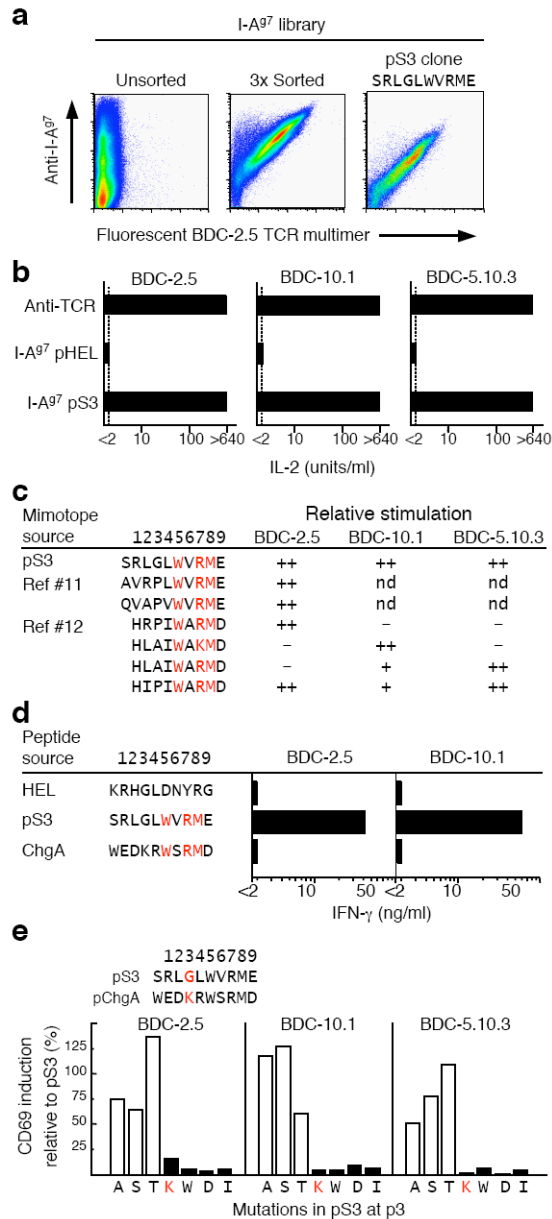 a
I-Ag7 library
Unsorted
3x Sorted
pS3 clone
SRLGLWVRME
Anti-I-Ag7
Fluorescent BDC-2.5 TCR multimer
b
BDC-2.5 BDC-10.1 BDC-5.10.3
Anti-TCR
I-Ag7 pHEL
I-Ag7 pS3
<2 10 100 >640 <2 10 100 >640 <2 10 100 >640
IL-2 (units/ml)
c
Mimotope source 123456789 Relative stimulation
BDC-2.5 BDC-10.1 BDC-5.10.3
pS3 SRLGLWVRME ++ ++ ++
Ref #11 AVRPLWVRME ++ nd nd
QVAPVWVRME ++ nd nd
Ref #12 HRPIWARMD ++ – –
HLAIWAKMD – ++ –
HLAIWARMD – + ++
HIPIWARMD ++ + ++
d
Peptide source 123456789 BDC-2.5 BDC-10.1
HEL KRHGLDNYRG
pS3 SRLGLWVRME
ChgA WEDKRWSRMD
<2 10 50 <2 10 50
IFN-γ (ng/ml)
e
123456789
pS3 SRLGLWVRME
pChgA WEDKRWSRMD
BDC-2.5 BDC-10.1 BDC-5.10.3
CD69 induction relative to pS3 (%)
125
100
75
50
25
A S T K W D I A S T K W D I A S T K W D I
Mutations in pS3 at p3